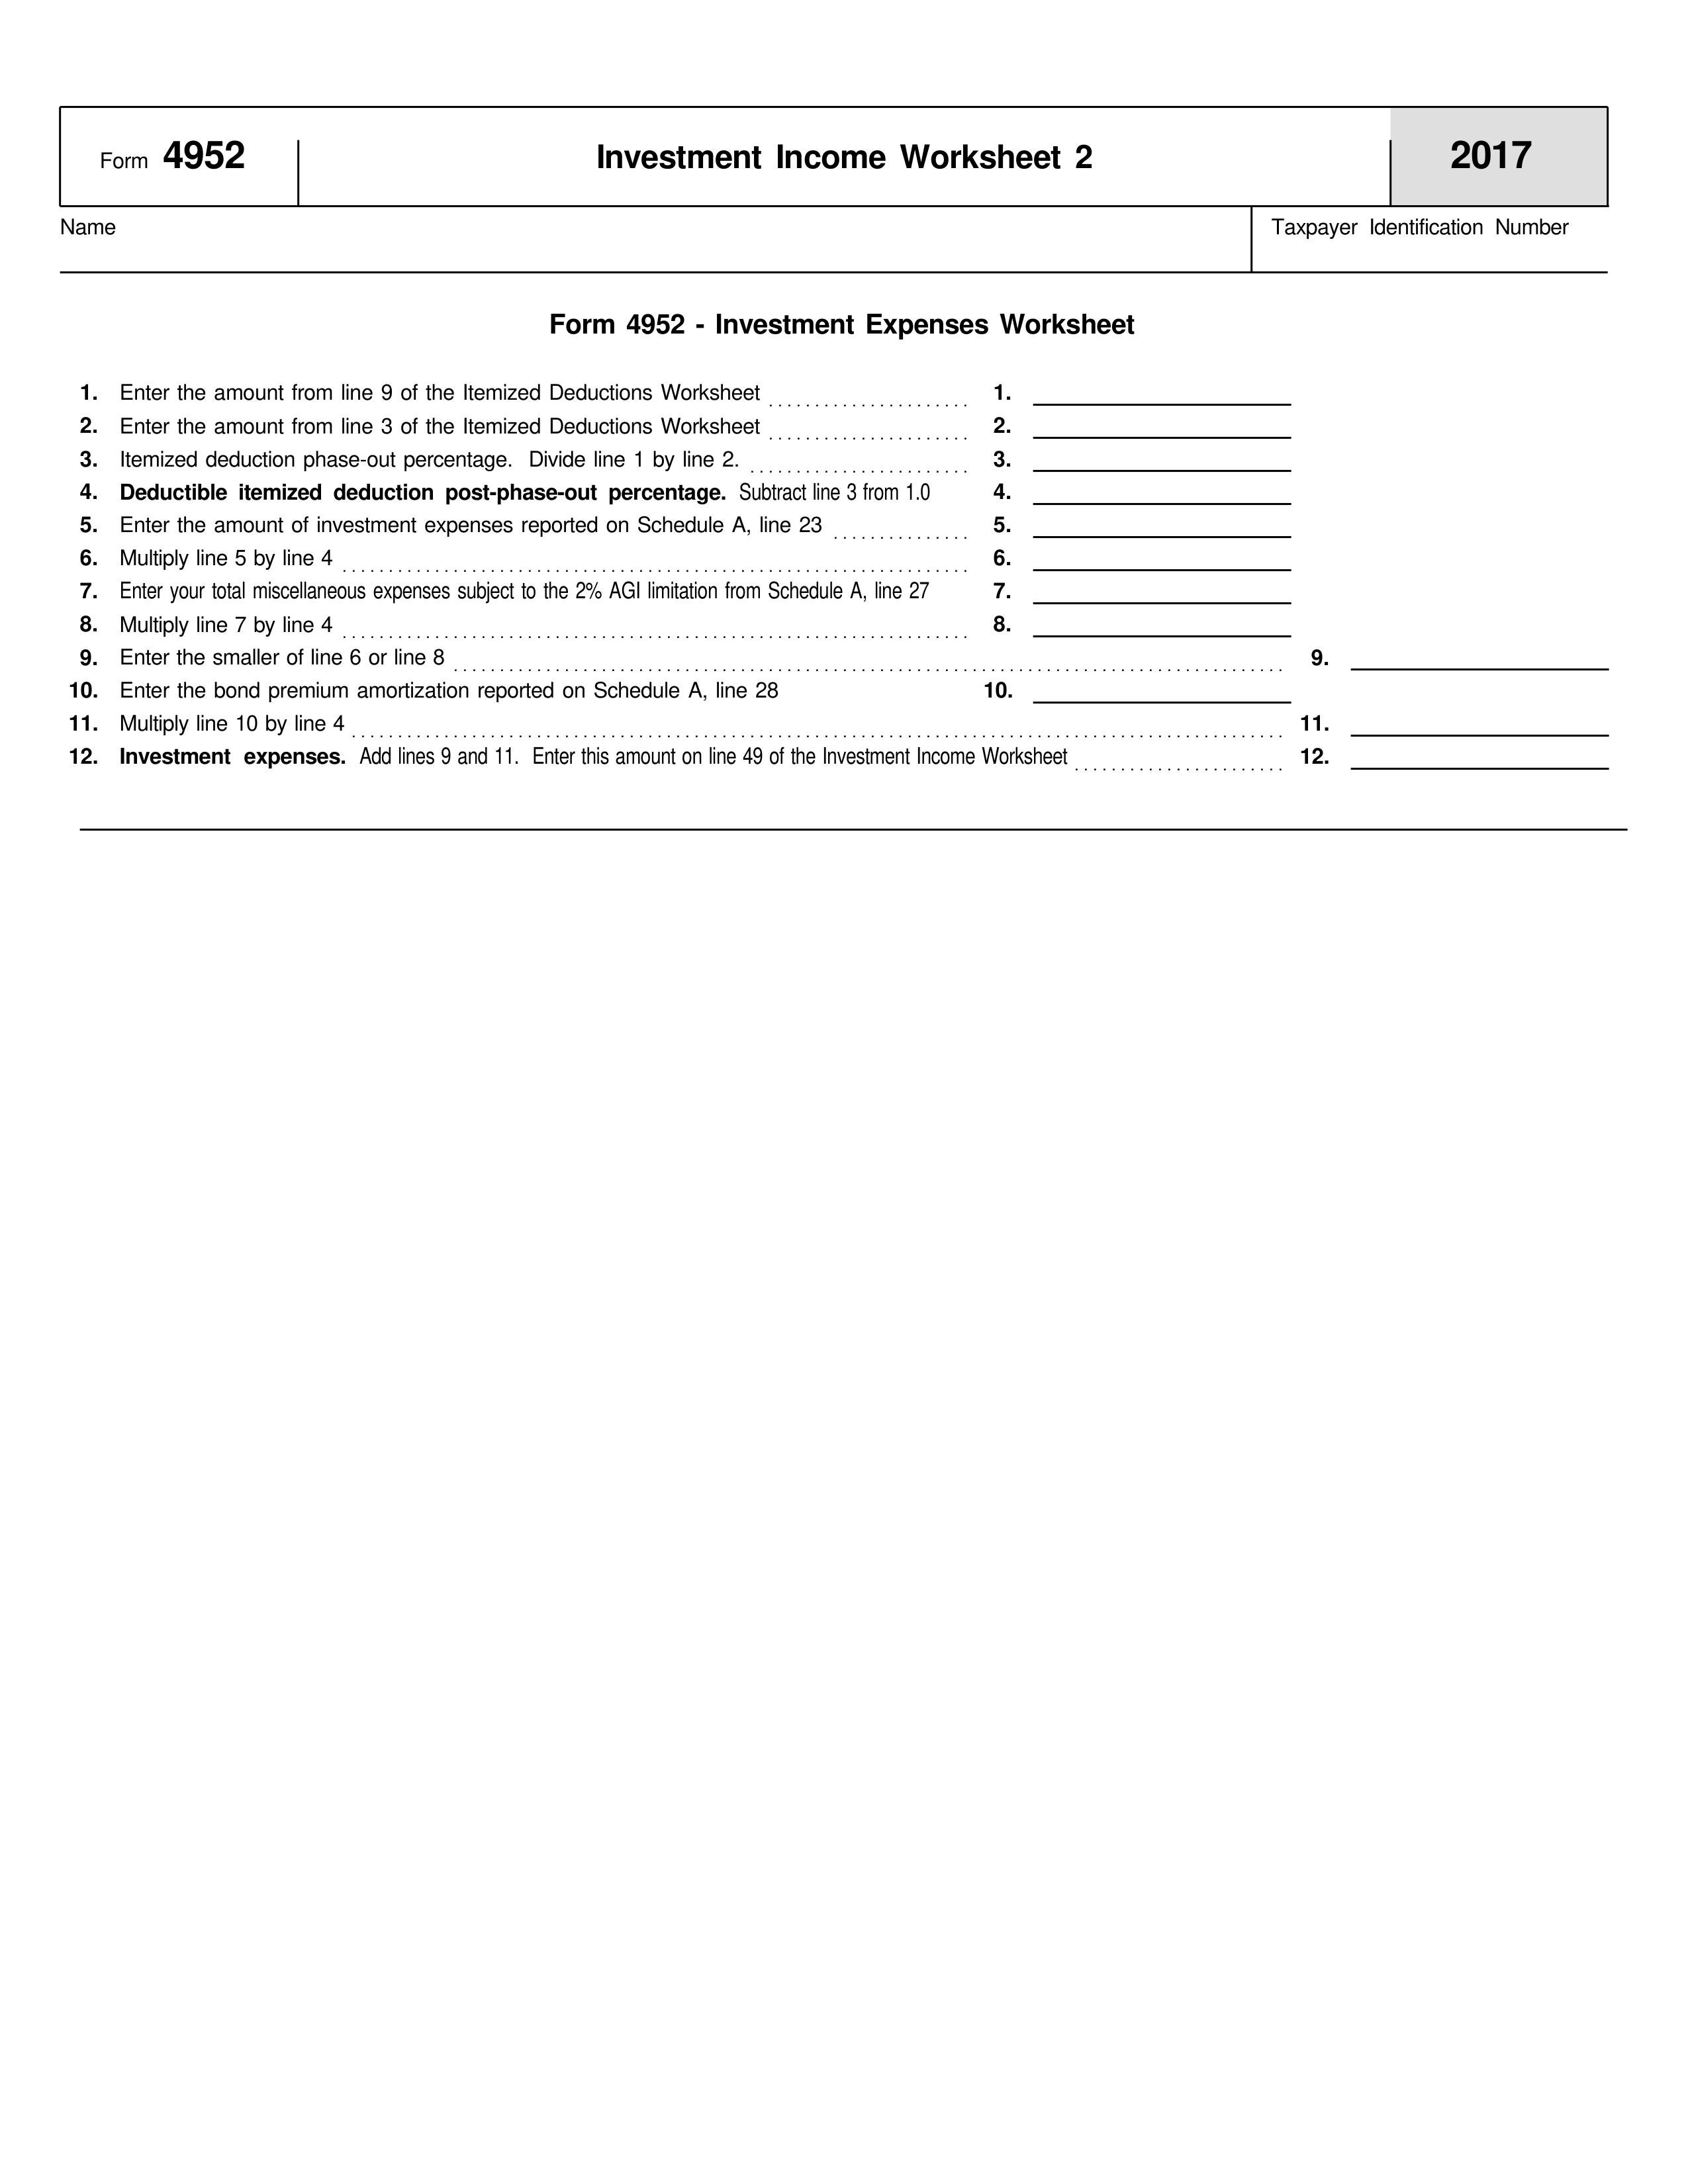 Form 4952 Investment Income Worksheet 2 2017
Name Taxpayer Identification Number
Form 4952 - Investment Expenses Worksheet
1. Enter the amount from line 9 of the Itemized Deductions Worksheet 1.
2. Enter the amount from line 3 of the Itemized Deductions Worksheet 2.
3. Itemized deduction phase-out percentage. Divide line 1 by line 2. 3.
4. Deductible itemized deduction post-phase-out percentage. Subtract line 3 from 1.0 4.
5. Enter the amount of investment expenses reported on Schedule A, line 23 5.
6. Multiply line 5 by line 4 6.
7. Enter your total miscellaneous expenses subject to the 2% AGI limitation from Schedule A, line 27 7.
8. Multiply line 7 by line 4 8.
9. Enter the smaller of line 6 or line 8 9.
10. Enter the bond premium amortization reported on Schedule A, line 28 10.
11. Multiply line 10 by line 4 11.
12. Investment expenses. Add lines 9 and 11. Enter this amount on line 49 of the Investment Income Worksheet 12.